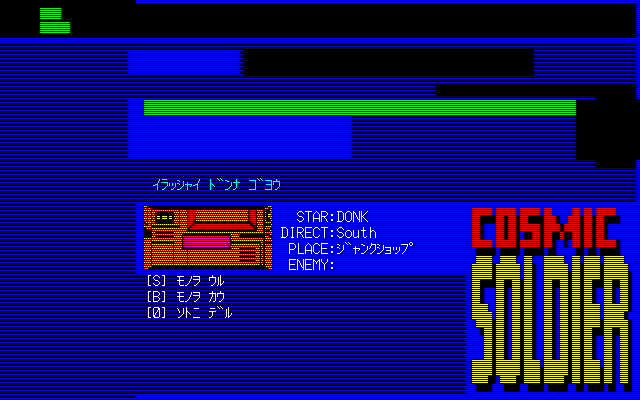 イラッシャイ ドンナ ゴヨウ
STAR:DONK
DIRECT:South
PLACE:ジャンクショップ
ENEMY:
[S] モノヲ ウル
[B] モノヲ カウ
[0] ソトニ デル
COSMIC
SOLDIER